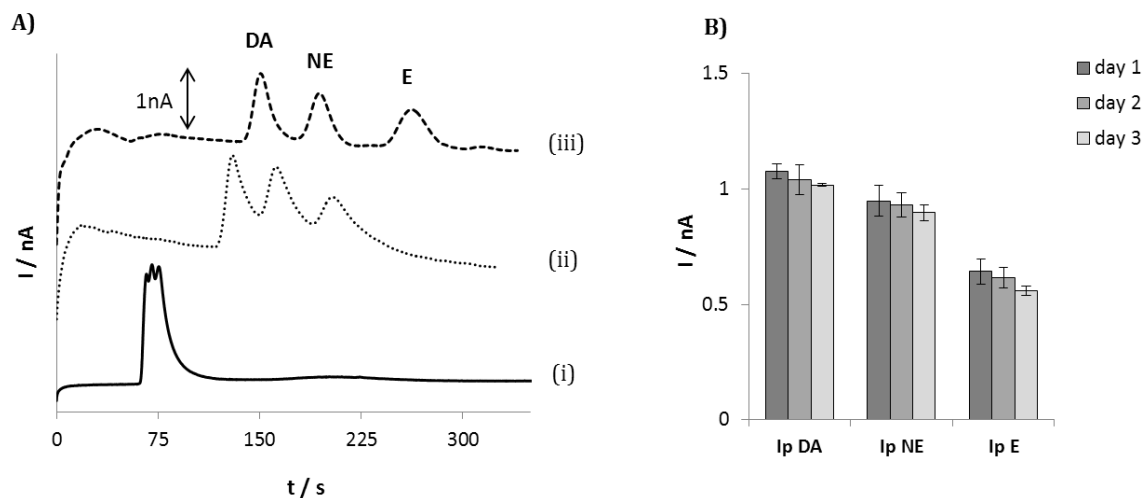 A)
DA
NE
E
1nA
(iii)
(ii)
(i)
I / nA
0 75 150 225 300
t / s
B)
day 1
day 2
day 3
1.5
1
0.5
0
I / nA
Ip DA Ip NE Ip E